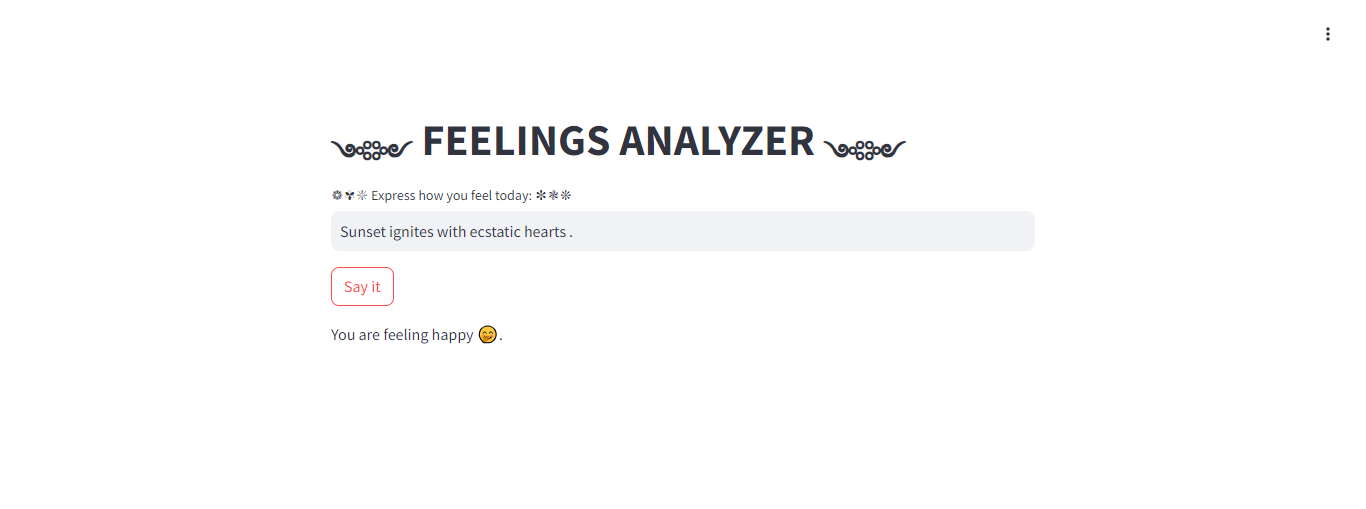 FEELINGS ANALYZER
❁✾❈ Express how you feel today: ✼❃❊
Sunset ignites with ecstatic hearts .
Say it
You are feeling happy 🤭.